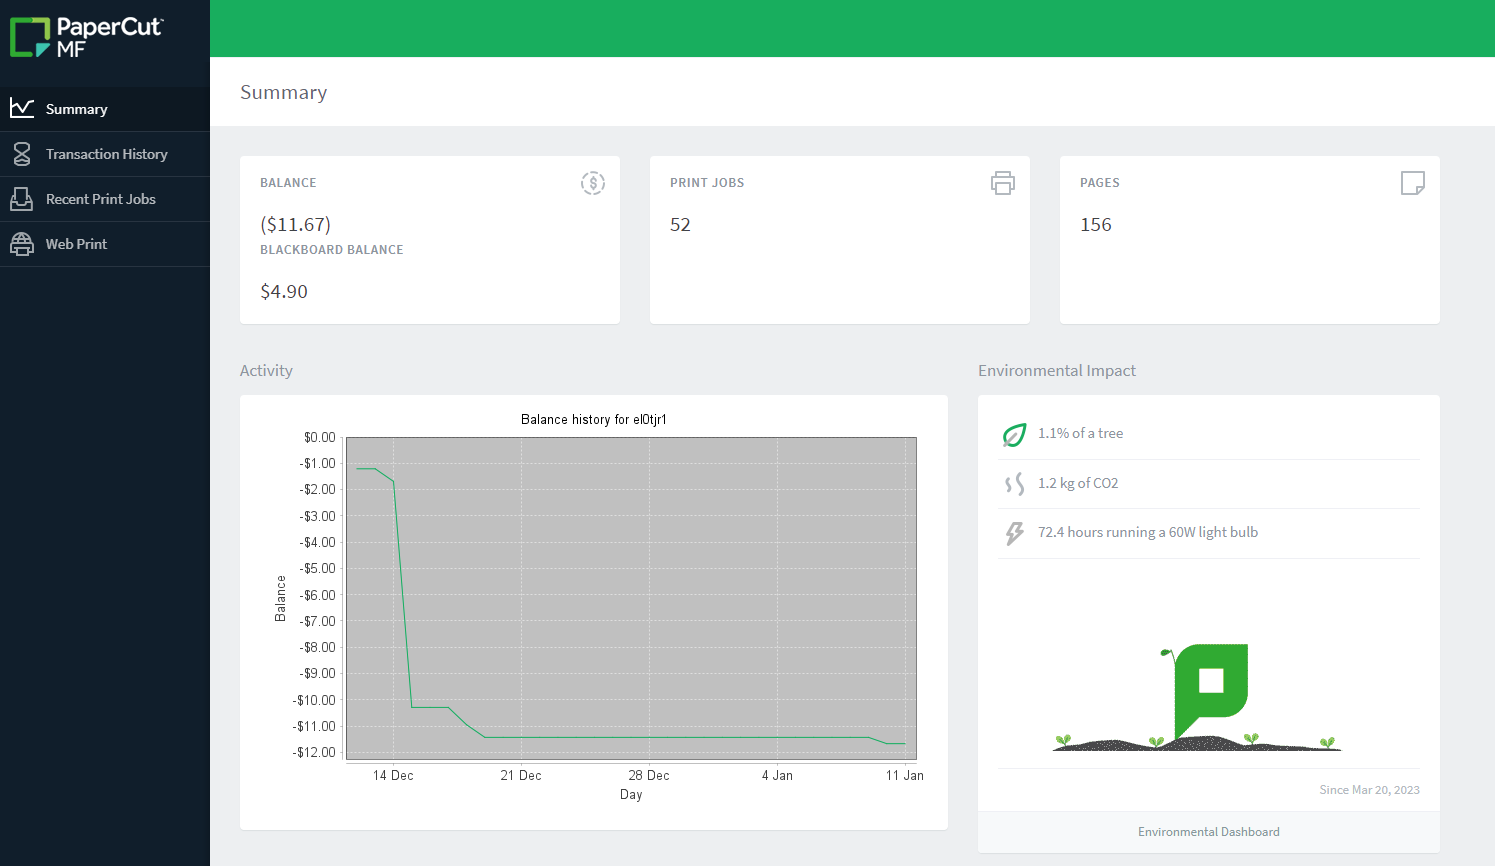 PaperCut™
MF
Summary
Transaction History
Recent Print Jobs
Web Print
Summary
BALANCE
($11.67)
BLACKBOARD BALANCE
$4.90
PRINT JOBS
52
PAGES
156
Activity
Balance history for el0tjr1
$0.00
-$1.00
-$2.00
-$3.00
-$4.00
-$5.00
-$6.00
-$7.00
-$8.00
-$9.00
-$10.00
-$11.00
-$12.00
Balance
14 Dec
21 Dec
28 Dec
4 Jan
11 Jan
Day
Environmental Impact
1.1% of a tree
1.2 kg of CO2
72.4 hours running a 60W light bulb
Since Mar 20, 2023
Environmental Dashboard